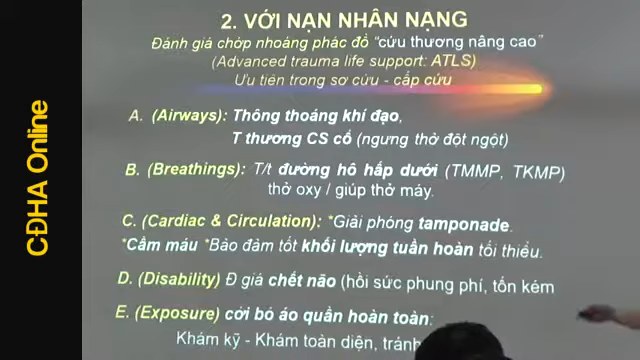 CĐHA Online
2. VỚI NẠN NHÂN NẶNG
Đánh giá chớp nhoáng phác đồ "cứu thương nâng cao"
(Advanced trauma life support: ATLS)
Ưu tiên trong sơ cứu - cấp cứu
A. (Airways): Thông thoáng khí đạo,
T thương CS cổ (ngưng thở đột ngột)
B. (Breathings): T/t đường hô hấp dưới (TMMP, TKMP)
thở oxy / giúp thở máy.
C. (Cardiac & Circulation): *Giải phóng tamponade.
*Cầm máu *Bảo đảm tốt khối lượng tuần hoàn tối thiểu.
D. (Disability) Đ giá chết não (hồi sức phung phí, tốn kém
E. (Exposure) cởi bỏ áo quần hoàn toàn:
Khám kỹ - Khám toàn diện, tránh